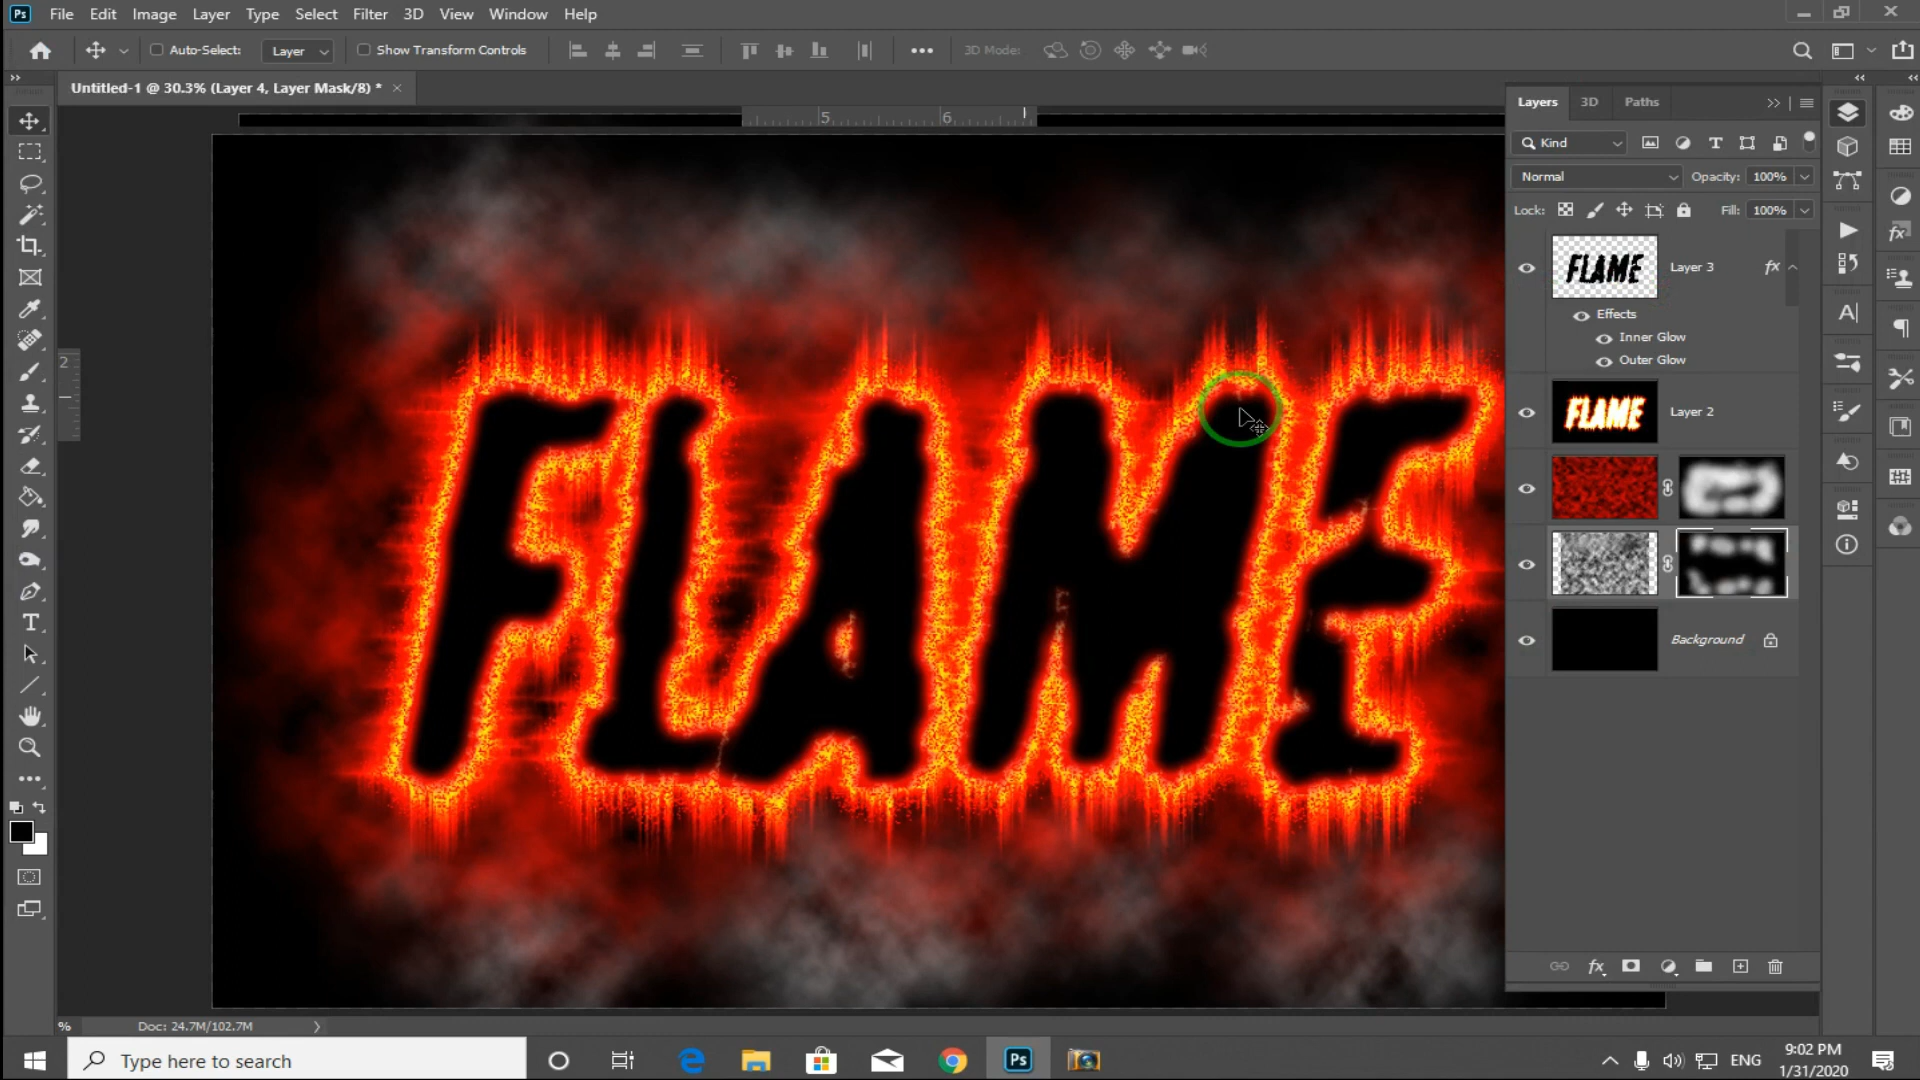 Ps File Edit Image Layer Type Select Filter 3D View Window Help
Auto-Select: Layer Show Transform Controls 3D Mode:
Untitled-1 @ 30.3% (Layer 4, Layer Mask/8) * ×
5 6
2
FLAME
Layers 3D Paths
Kind
Normal Opacity: 100%
Lock: Fill: 100%
FLAME Layer 3 fx
Effects
Inner Glow
Outer Glow
FLAME Layer 2
Background
fx
% Doc: 24.7M/102.7M
Type here to search
Ps
ENG
9:02 PM
1/31/2020